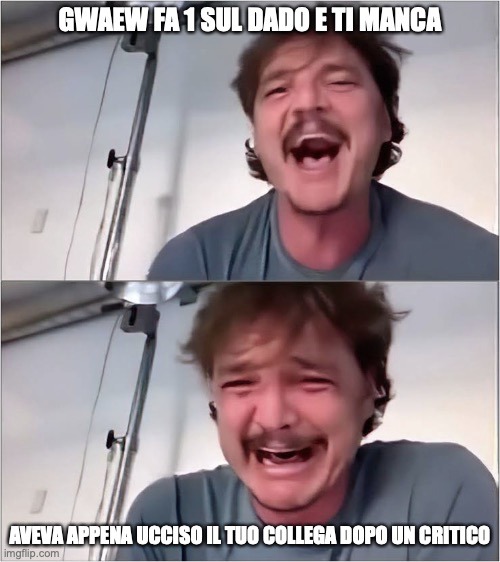 GWAEW FA 1 SUL DADO E TI MANCA
AVEVA APPENA UCCISO IL TUO COLLEGA DOPO UN CRITICO
imgflip.com